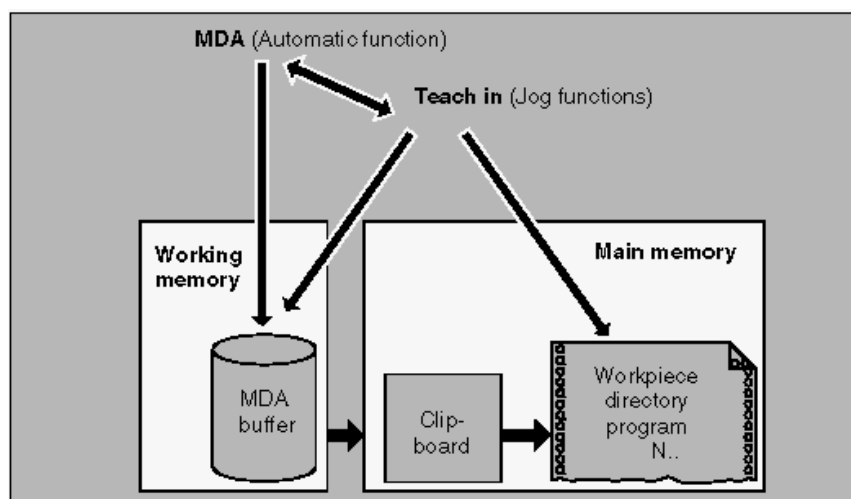 MDA (Automatic function)
Teach in (Jog functions)
Working
memory
Main memory
MDA
buffer
Clip-
board
Workpiece
directory
program
N..